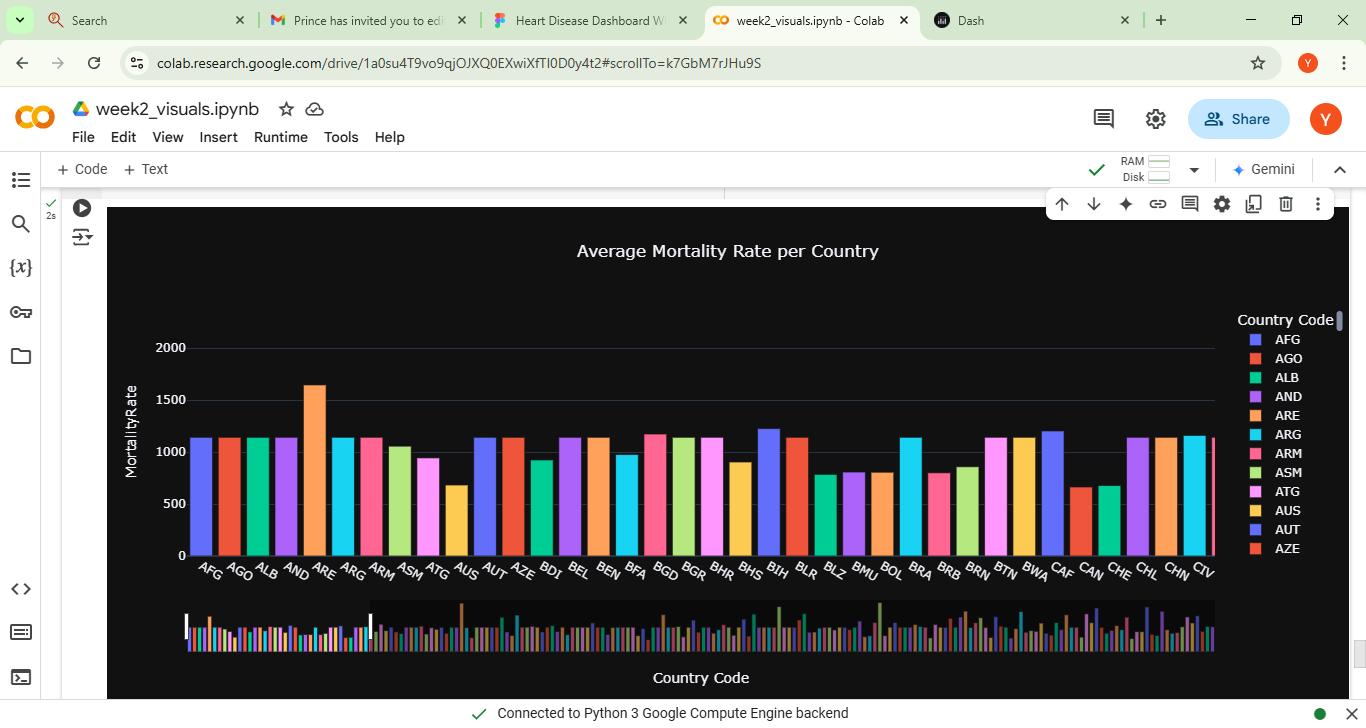 Search
Prince has invited you to edi
Heart Disease Dashboard W
week2_visuals.ipynb - Colab
Dash
colab.research.google.com/drive/1a0su4T9vo9qjOJXQ0EXwiXfTI0D0y4t2#scrollTo=k7GbM7rJHu9S
Y
week2_visuals.ipynb
File Edit View Insert Runtime Tools Help
Share
Y
+ Code + Text
RAM
Disk
Gemini
2s
{x}
Average Mortality Rate per Country
Country Code
AFG
AGO
ALB
AND
ARE
ARG
ARM
ASM
ATG
AUS
AUT
AZE
MortalityRate
2000
1500
1000
500
0
AFG AGO ALB AND ARE ARG ARM ASM ATG AUS AUT AZE BDI BEL BEN BFA BGD BGR BHR BHS BIH BLR BLZ BMU BOL BRA BRB BRN BTN BWA CAF CAN CHE CHL CHN CIV
Country Code
Connected to Python 3 Google Compute Engine backend